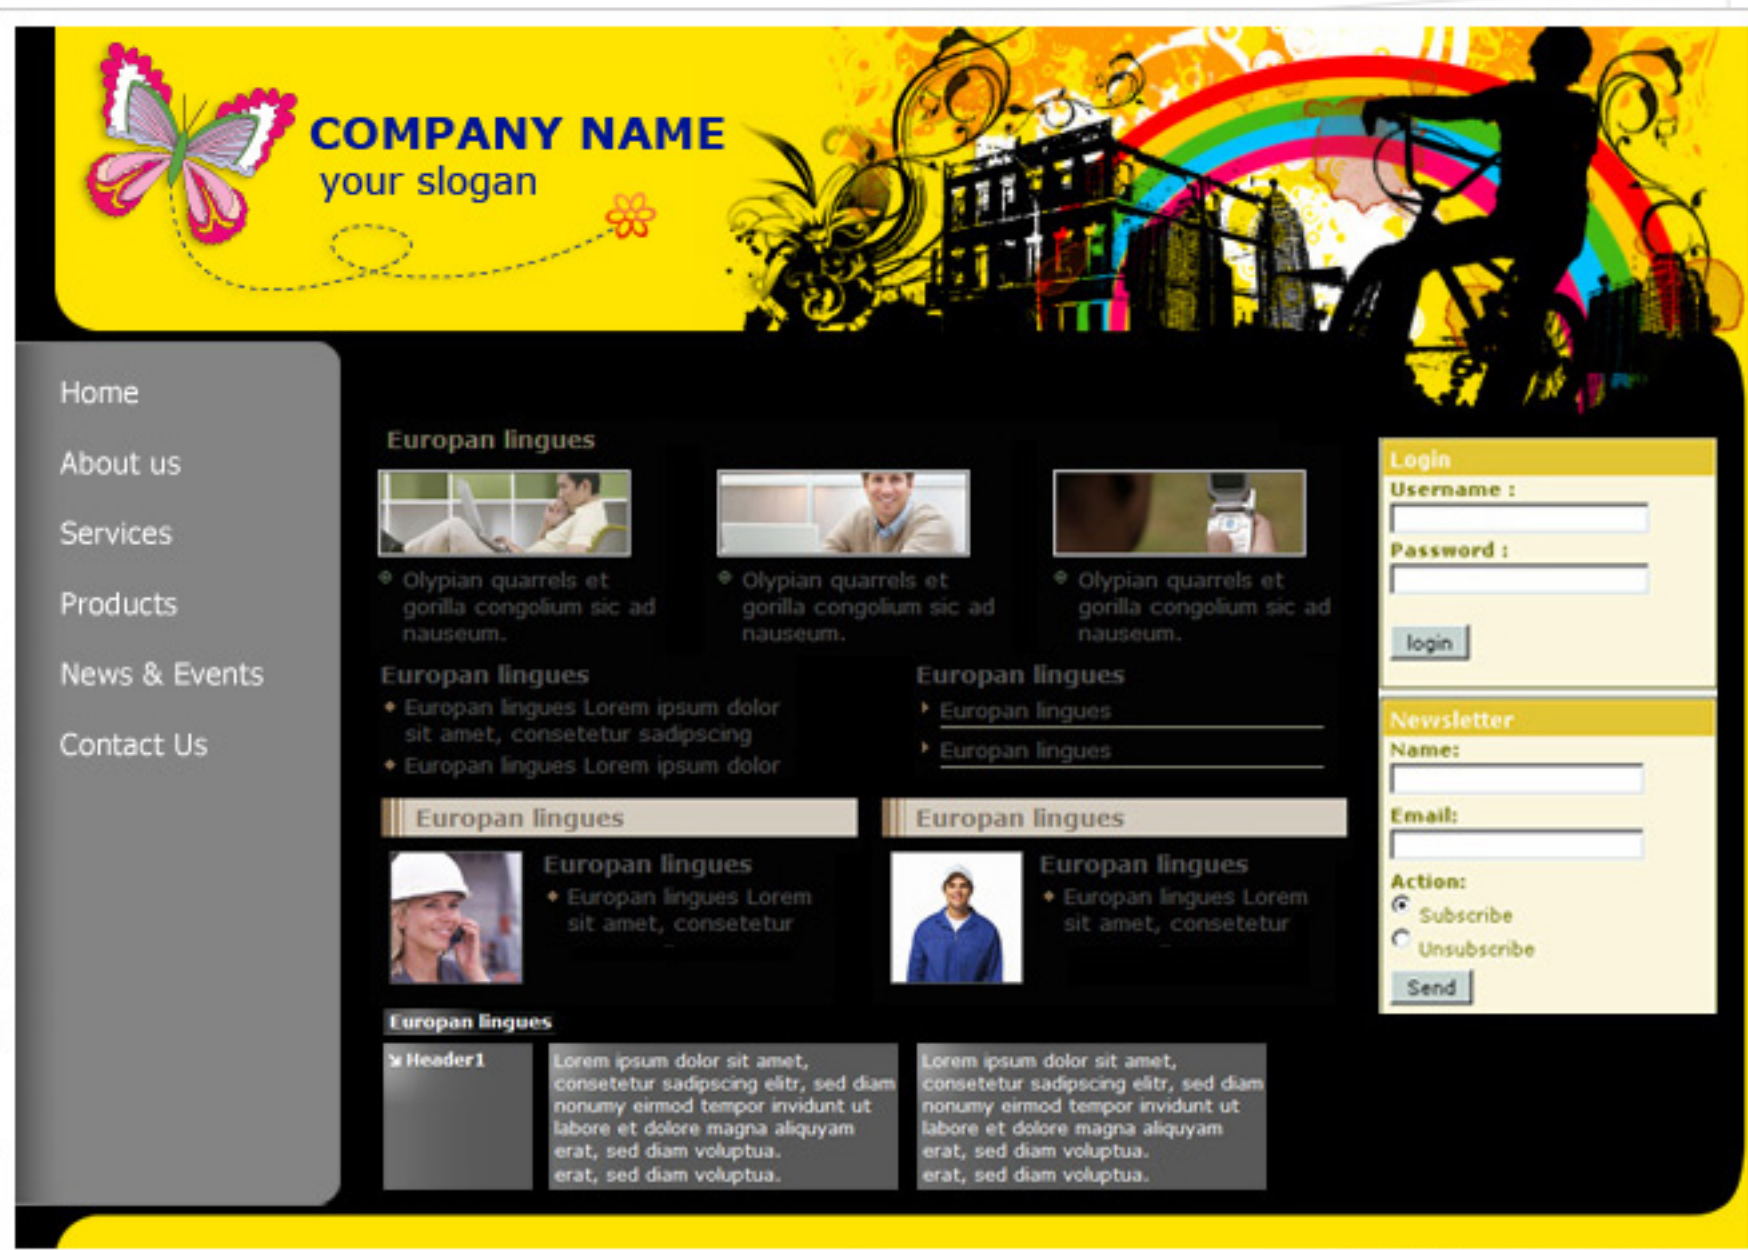 COMPANY NAME
your slogan
Home
About us
Services
Products
News & Events
Contact Us
Europan lingues
Olypian quarrels et
gorilla congolium sic ad
nauseum.
Olypian quarrels et
gorilla congolium sic ad
nauseum.
Olypian quarrels et
gorilla congolium sic ad
nauseum.
Europan lingues
Europan lingues Lorem ipsum dolor
sit amet, consetetur sadipscing
Europan lingues Lorem ipsum dolor
Europan lingues
Europan lingues
Europan lingues
Europan lingues
Europan lingues
Europan lingues Lorem
sit amet, consetetur
Europan lingues
Europan lingues
Europan lingues Lorem
sit amet, consetetur
Europan lingues
Header1
Lorem ipsum dolor sit amet,
consetetur sadipscing elitr, sed diam
nonumy eirmod tempor invidunt ut
labore et dolore magna aliquyam
erat, sed diam voluptua.
erat, sed diam voluptua.
Lorem ipsum dolor sit amet,
consetetur sadipscing elitr, sed diam
nonumy eirmod tempor invidunt ut
labore et dolore magna aliquyam
erat, sed diam voluptua.
erat, sed diam voluptua.
Login
Username :
Password :
login
Newsletter
Name:
Email:
Action:
Subscribe
Unsubscribe
Send